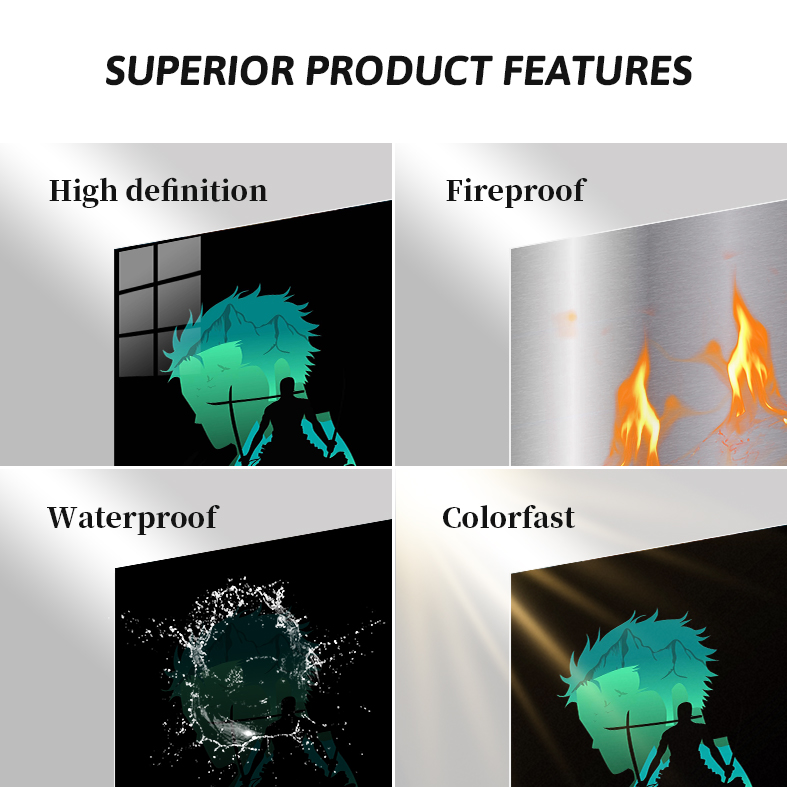 SUPERIOR PRODUCT FEATURES
High definition
Fireproof
Waterproof
Colorfast